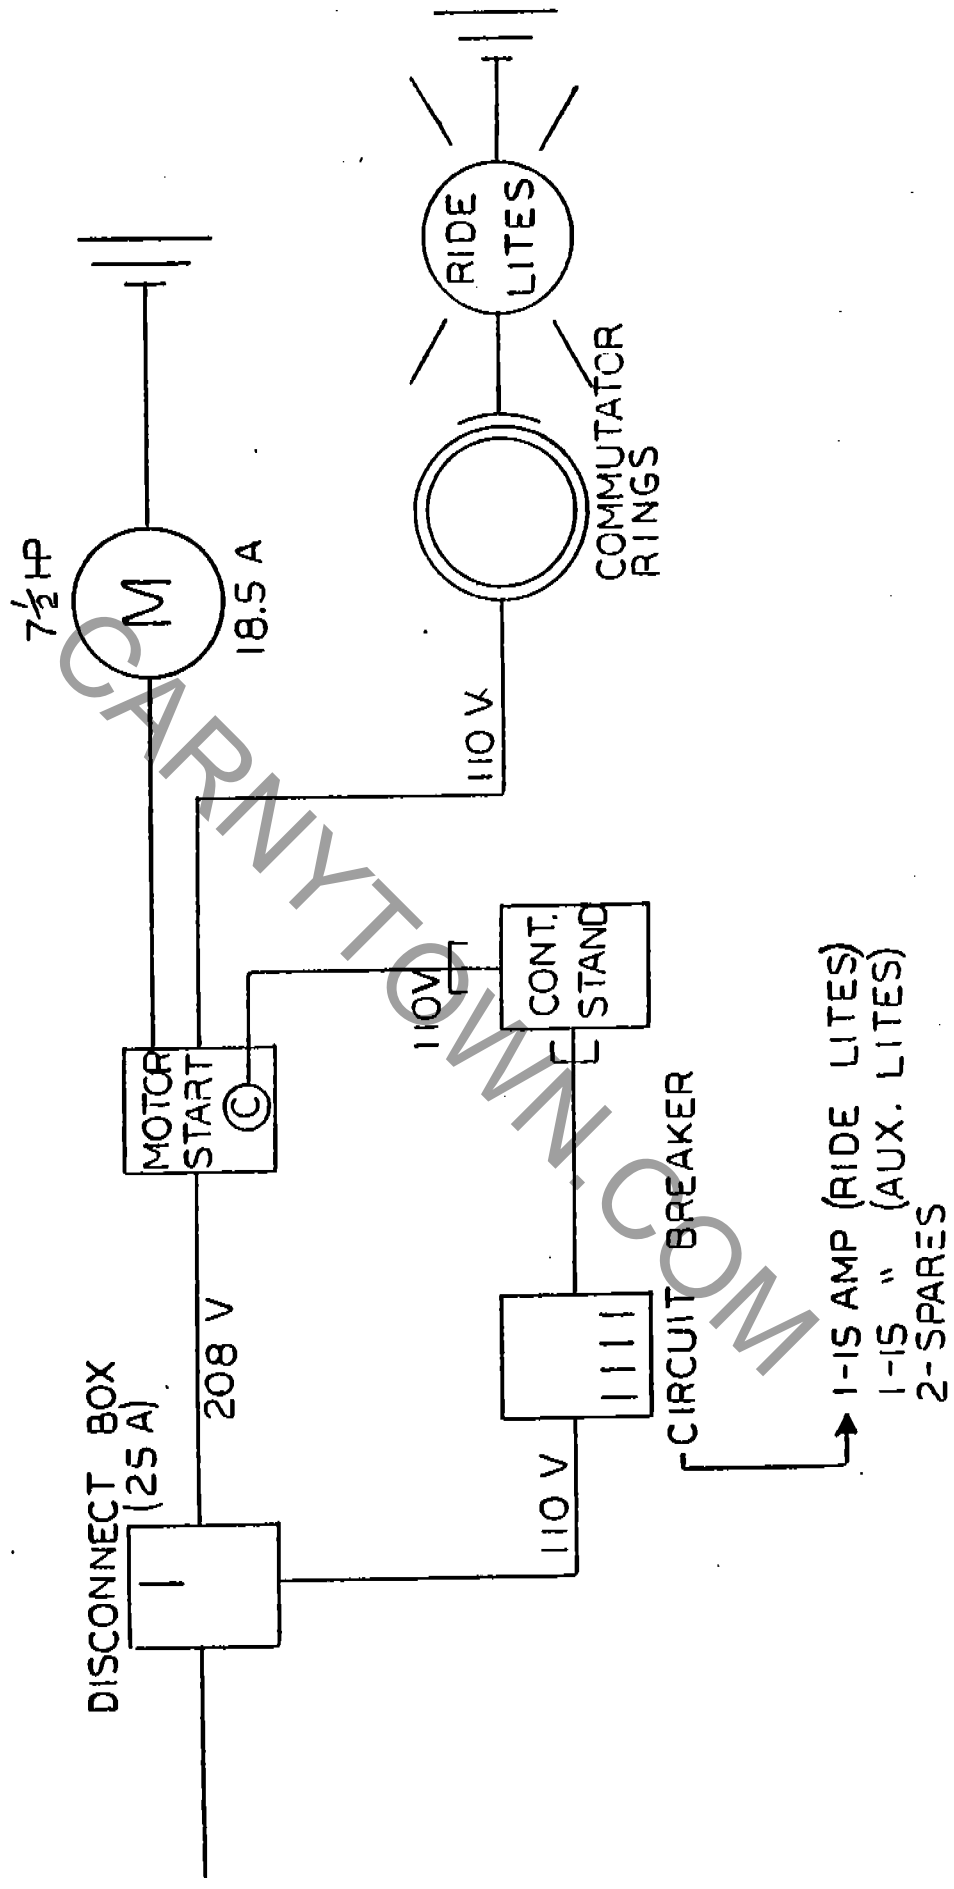 DISCONNECT BOX
(25 A)
208 V
MOTOR
START
C
7½ HP
M
18.5 A
110 V
CIRCUIT BREAKER
110V
CONT.
STAND
110 V
COMMUTATOR
RINGS
RIDE
LITES
1-15 AMP (RIDE LITES)
1-15 " (AUX. LITES)
2-SPARES
CARNYTOWN.COM